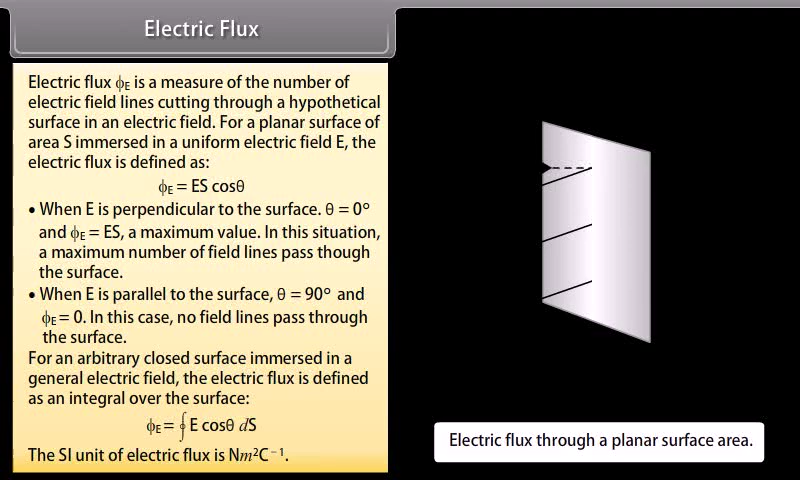 Electric Flux
Electric flux ϕE is a measure of the number of
electric field lines cutting through a hypothetical
surface in an electric field. For a planar surface of
area S immersed in a uniform electric field E, the
electric flux is defined as:
ϕE = ES cosθ
• When E is perpendicular to the surface. θ = 0°
and ϕE = ES, a maximum value. In this situation,
a maximum number of field lines pass though
the surface.
• When E is parallel to the surface, θ = 90° and
ϕE = 0. In this case, no field lines pass through
the surface.
For an arbitrary closed surface immersed in a
general electric field, the electric flux is defined
as an integral over the surface:
ϕE = ∮ E cosθ dS
The SI unit of electric flux is Nm²C⁻¹.
Electric flux through a planar surface area.